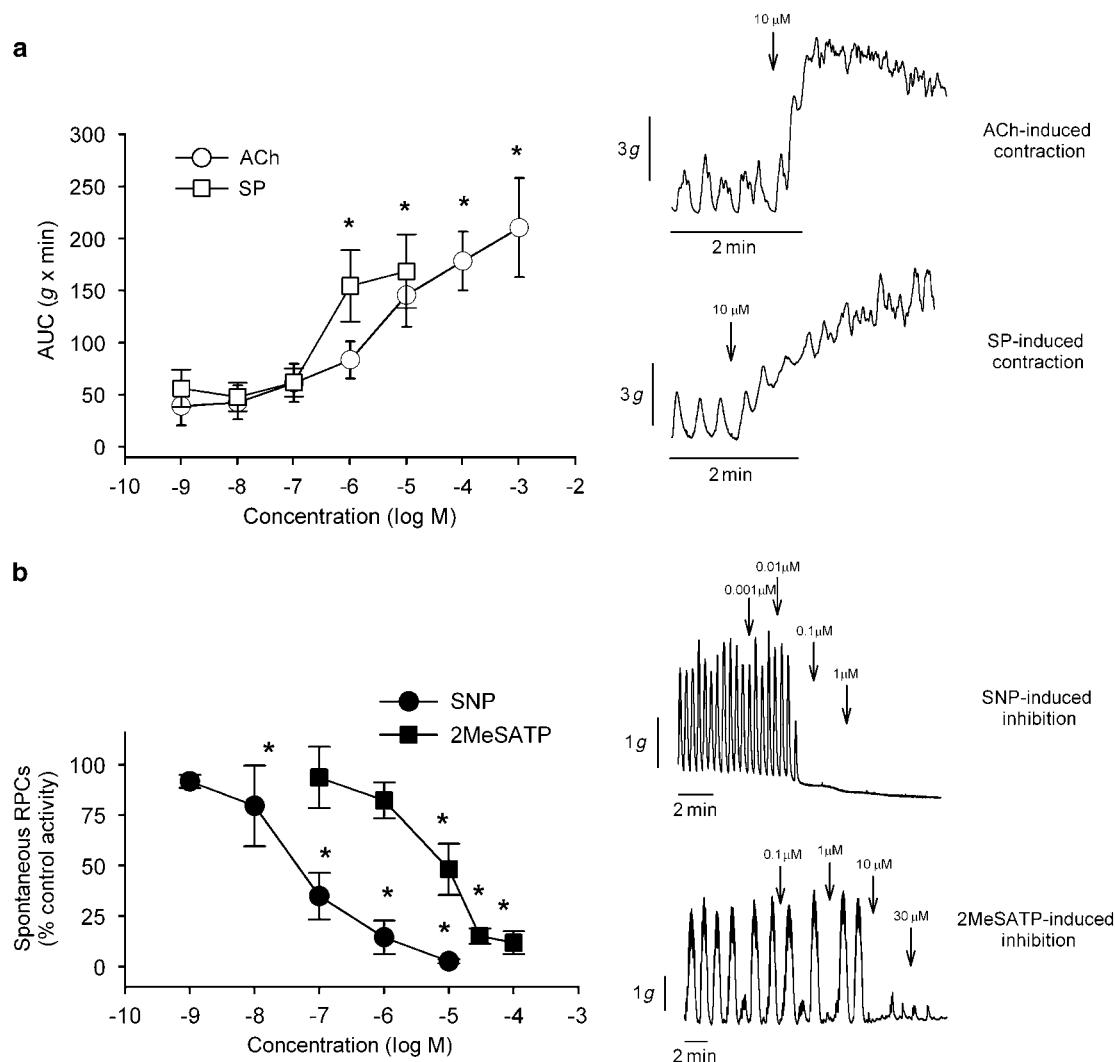 a
300
250
200
150
100
50
0
AUC (g x min)
ACh
SP
*
*
*
*
-10 -9 -8 -7 -6 -5 -4 -3 -2
Concentration (log M)
10 µM
3g
2 min
ACh-induced
contraction
10 µM
3g
2 min
SP-induced
contraction
b
100
75
50
25
0
Spontaneous RPCs
(% control activity)
SNP
2MeSATP
*
*
*
*
*
*
*
-10 -9 -8 -7 -6 -5 -4 -3
Concentration (log M)
0.001µM
0.01µM
0.1µM
1µM
1g
2 min
SNP-induced
inhibition
0.1µM
1µM
10 µM
30 µM
1g
2 min
2MeSATP-induced
inhibition